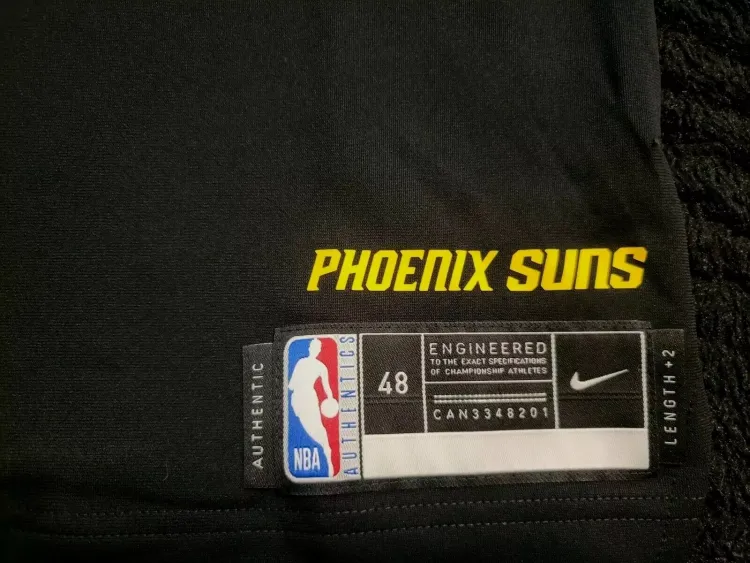 PHOENIX SUNS
AUTHENTIC
NBA
AUTHENTICS
48
ENGINEERED
TO THE EXACT SPECIFICATIONS
OF CHAMPIONSHIP ATHLETES
CAN3348201
LENGTH +2